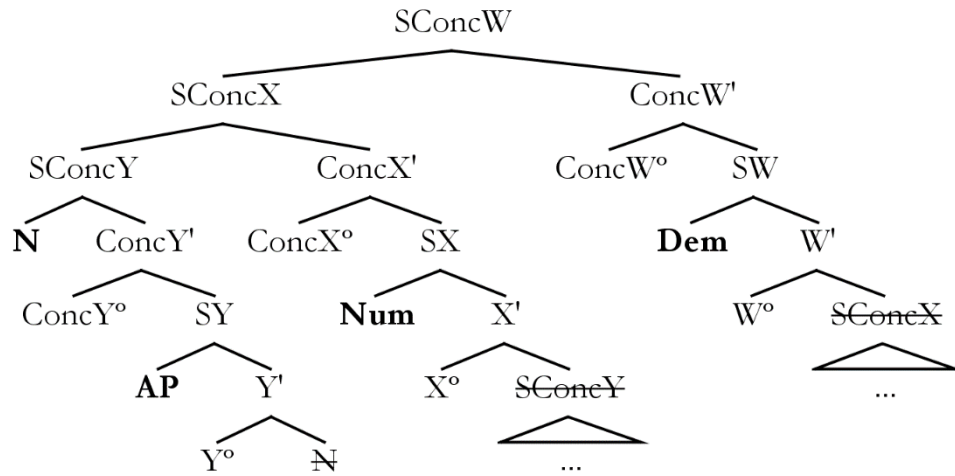 SConcW
SConcX ConcW'
SConcY ConcX' ConcWº SW
N ConcY' ConcXº SX Dem W'
ConcYº SY Num X' Wº SConcX
AP Y' Xº SConcY ...
Yº N ...